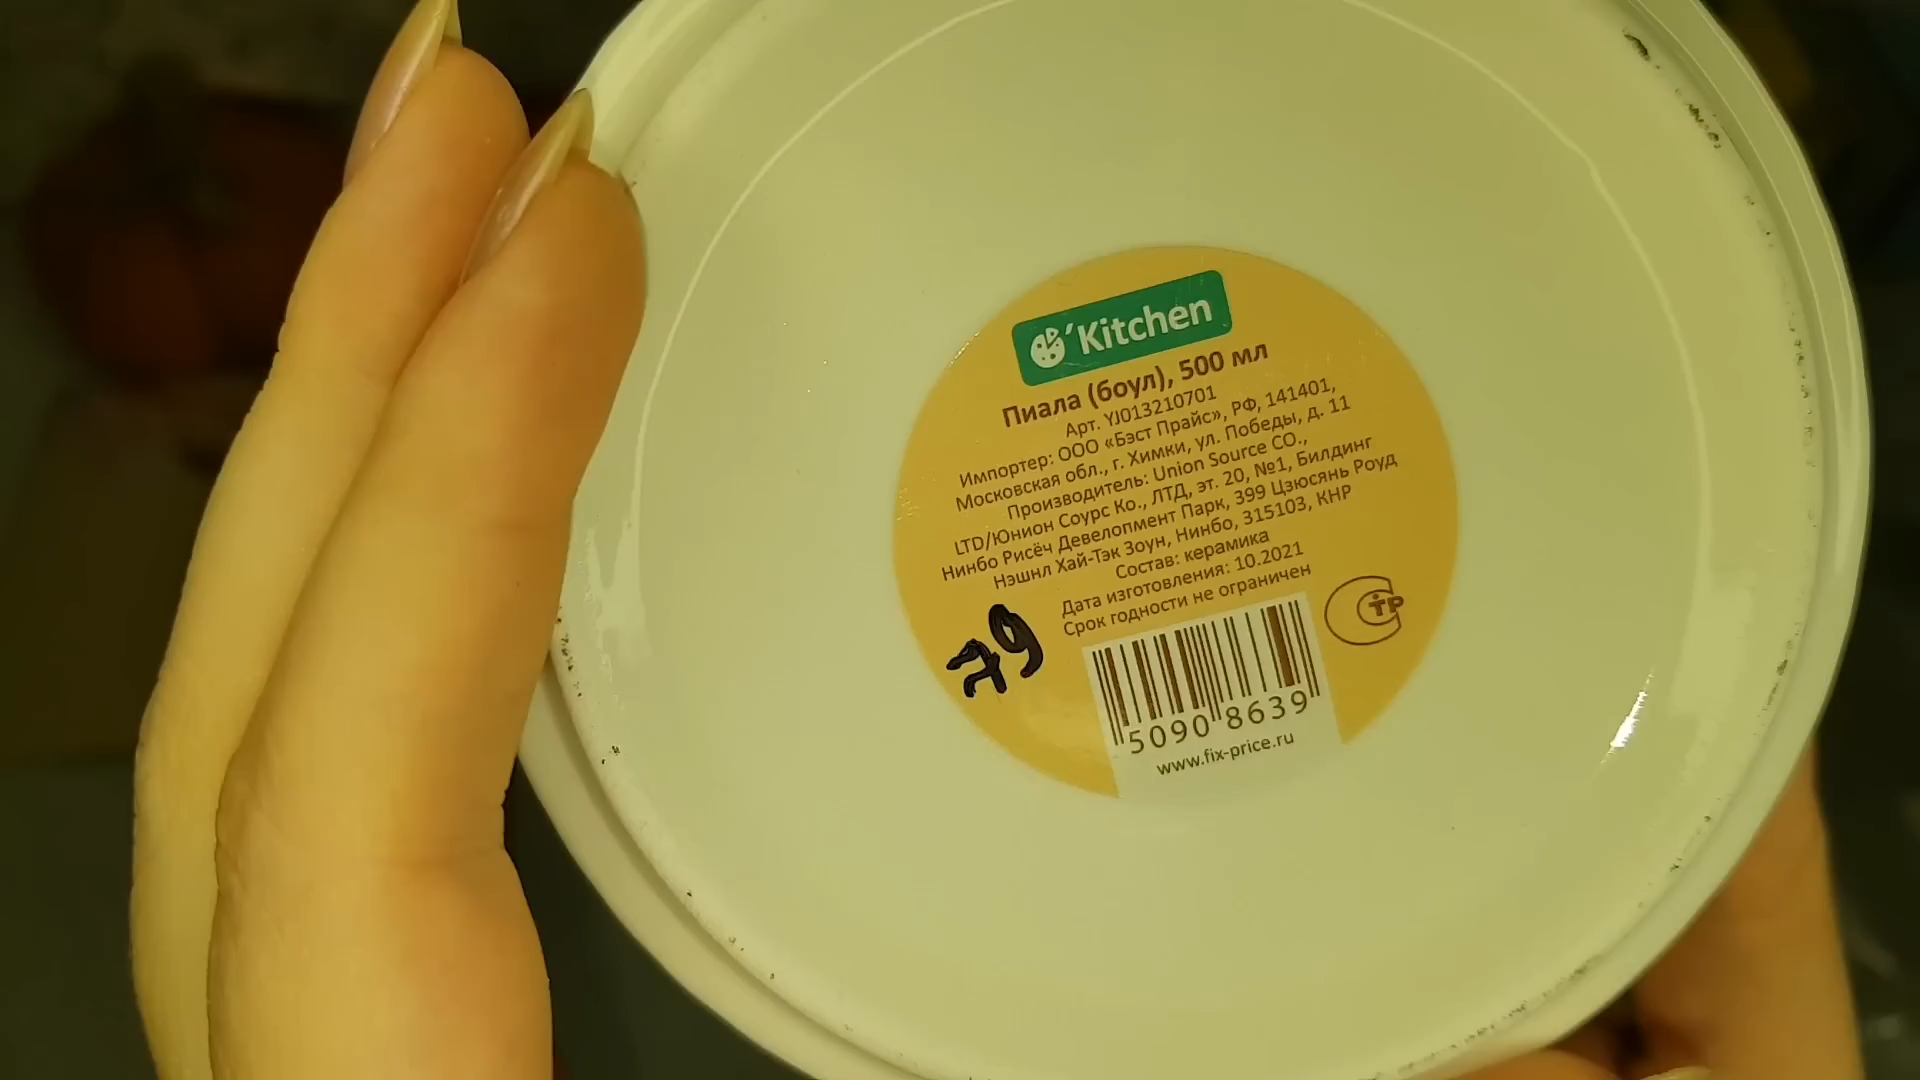 'Kitchen
Пиала (боул), 500 мл
Арт. YJ013210701
Импортер: ООО «Бэст Прайс», РФ, 141401,
Московская обл., г. Химки, ул. Победы, д. 11
Производитель: Union Source CO.,
LTD/Юнион Соурс Ко., ЛТД, эт. 20, №1, Билдинг
Нинбо Рисёч Девелопмент Парк, 399 Цзюсянь Роуд
Нэшнл Хай-Тэк Зоун, Нинбо, 315103, КНР
Состав: керамика
Дата изготовления: 10.2021
Срок годности не ограничен
79
СТР
5090 8639
www.fix-price.ru